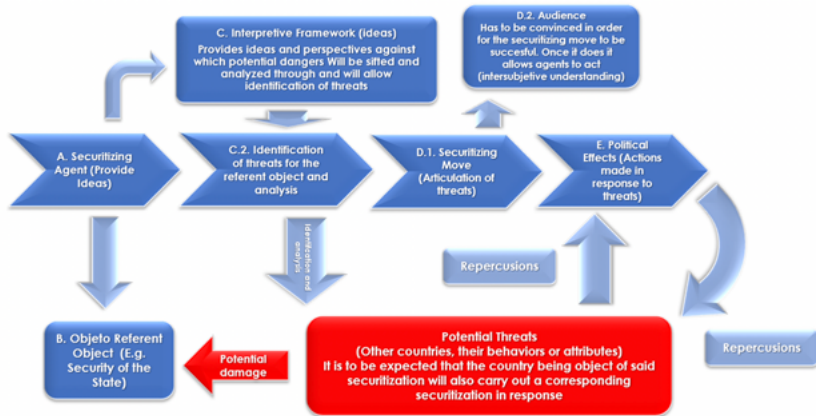 C. Interpretive Framework (ideas)
Provides ideas and perspectives against
which potential dangers Will be sifted and
analyzed through and will allow
identification of threats
D.2. Audience
Has to be convinced in order
for the securitizing move to be
succesful. Once it does it
allows agents to act
(intersubjetive understanding)
A. Securitizing
Agent (Provide
Ideas)
C.2. Identification
of threats for the
referent object and
analysis
D.1. Securitizing
Move
(Articulation of
threats)
E. Political
Effects (Actions
made in
response to
threats)
Identification and
analysis
Repercusions
Repercusions
B. Objeto Referent
Object (E.g.
Security of the
State)
Potential
damage
Potential Threats
(Other countries, their behaviors or attributes)
It is to be expected that the country being object of said
securitization will also carry out a corresponding
securitization in response